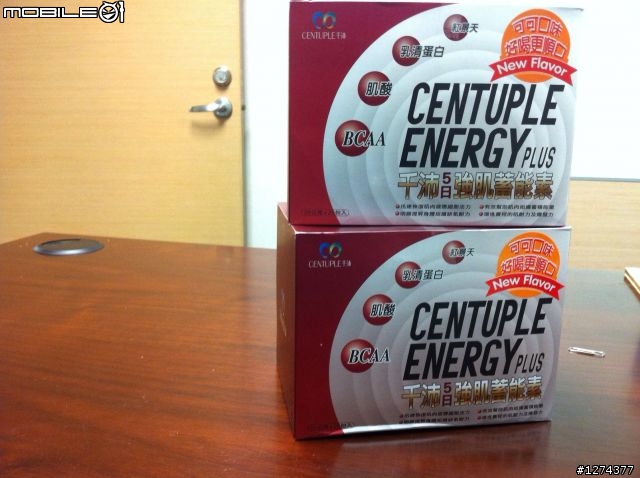 mobile01
CENTUPLE千沛
紅景天
乳清蛋白
肌酸
BCAA
可可口味
好喝更順口
New Flavor
CENTUPLE
ENERGY PLUS
千沛5日強肌蓄能素
CENTUPLE千沛
紅景天
乳清蛋白
肌酸
BCAA
可可口味
好喝更順口
New Flavor
CENTUPLE
ENERGY PLUS
千沛5日強肌蓄能素
#1274377